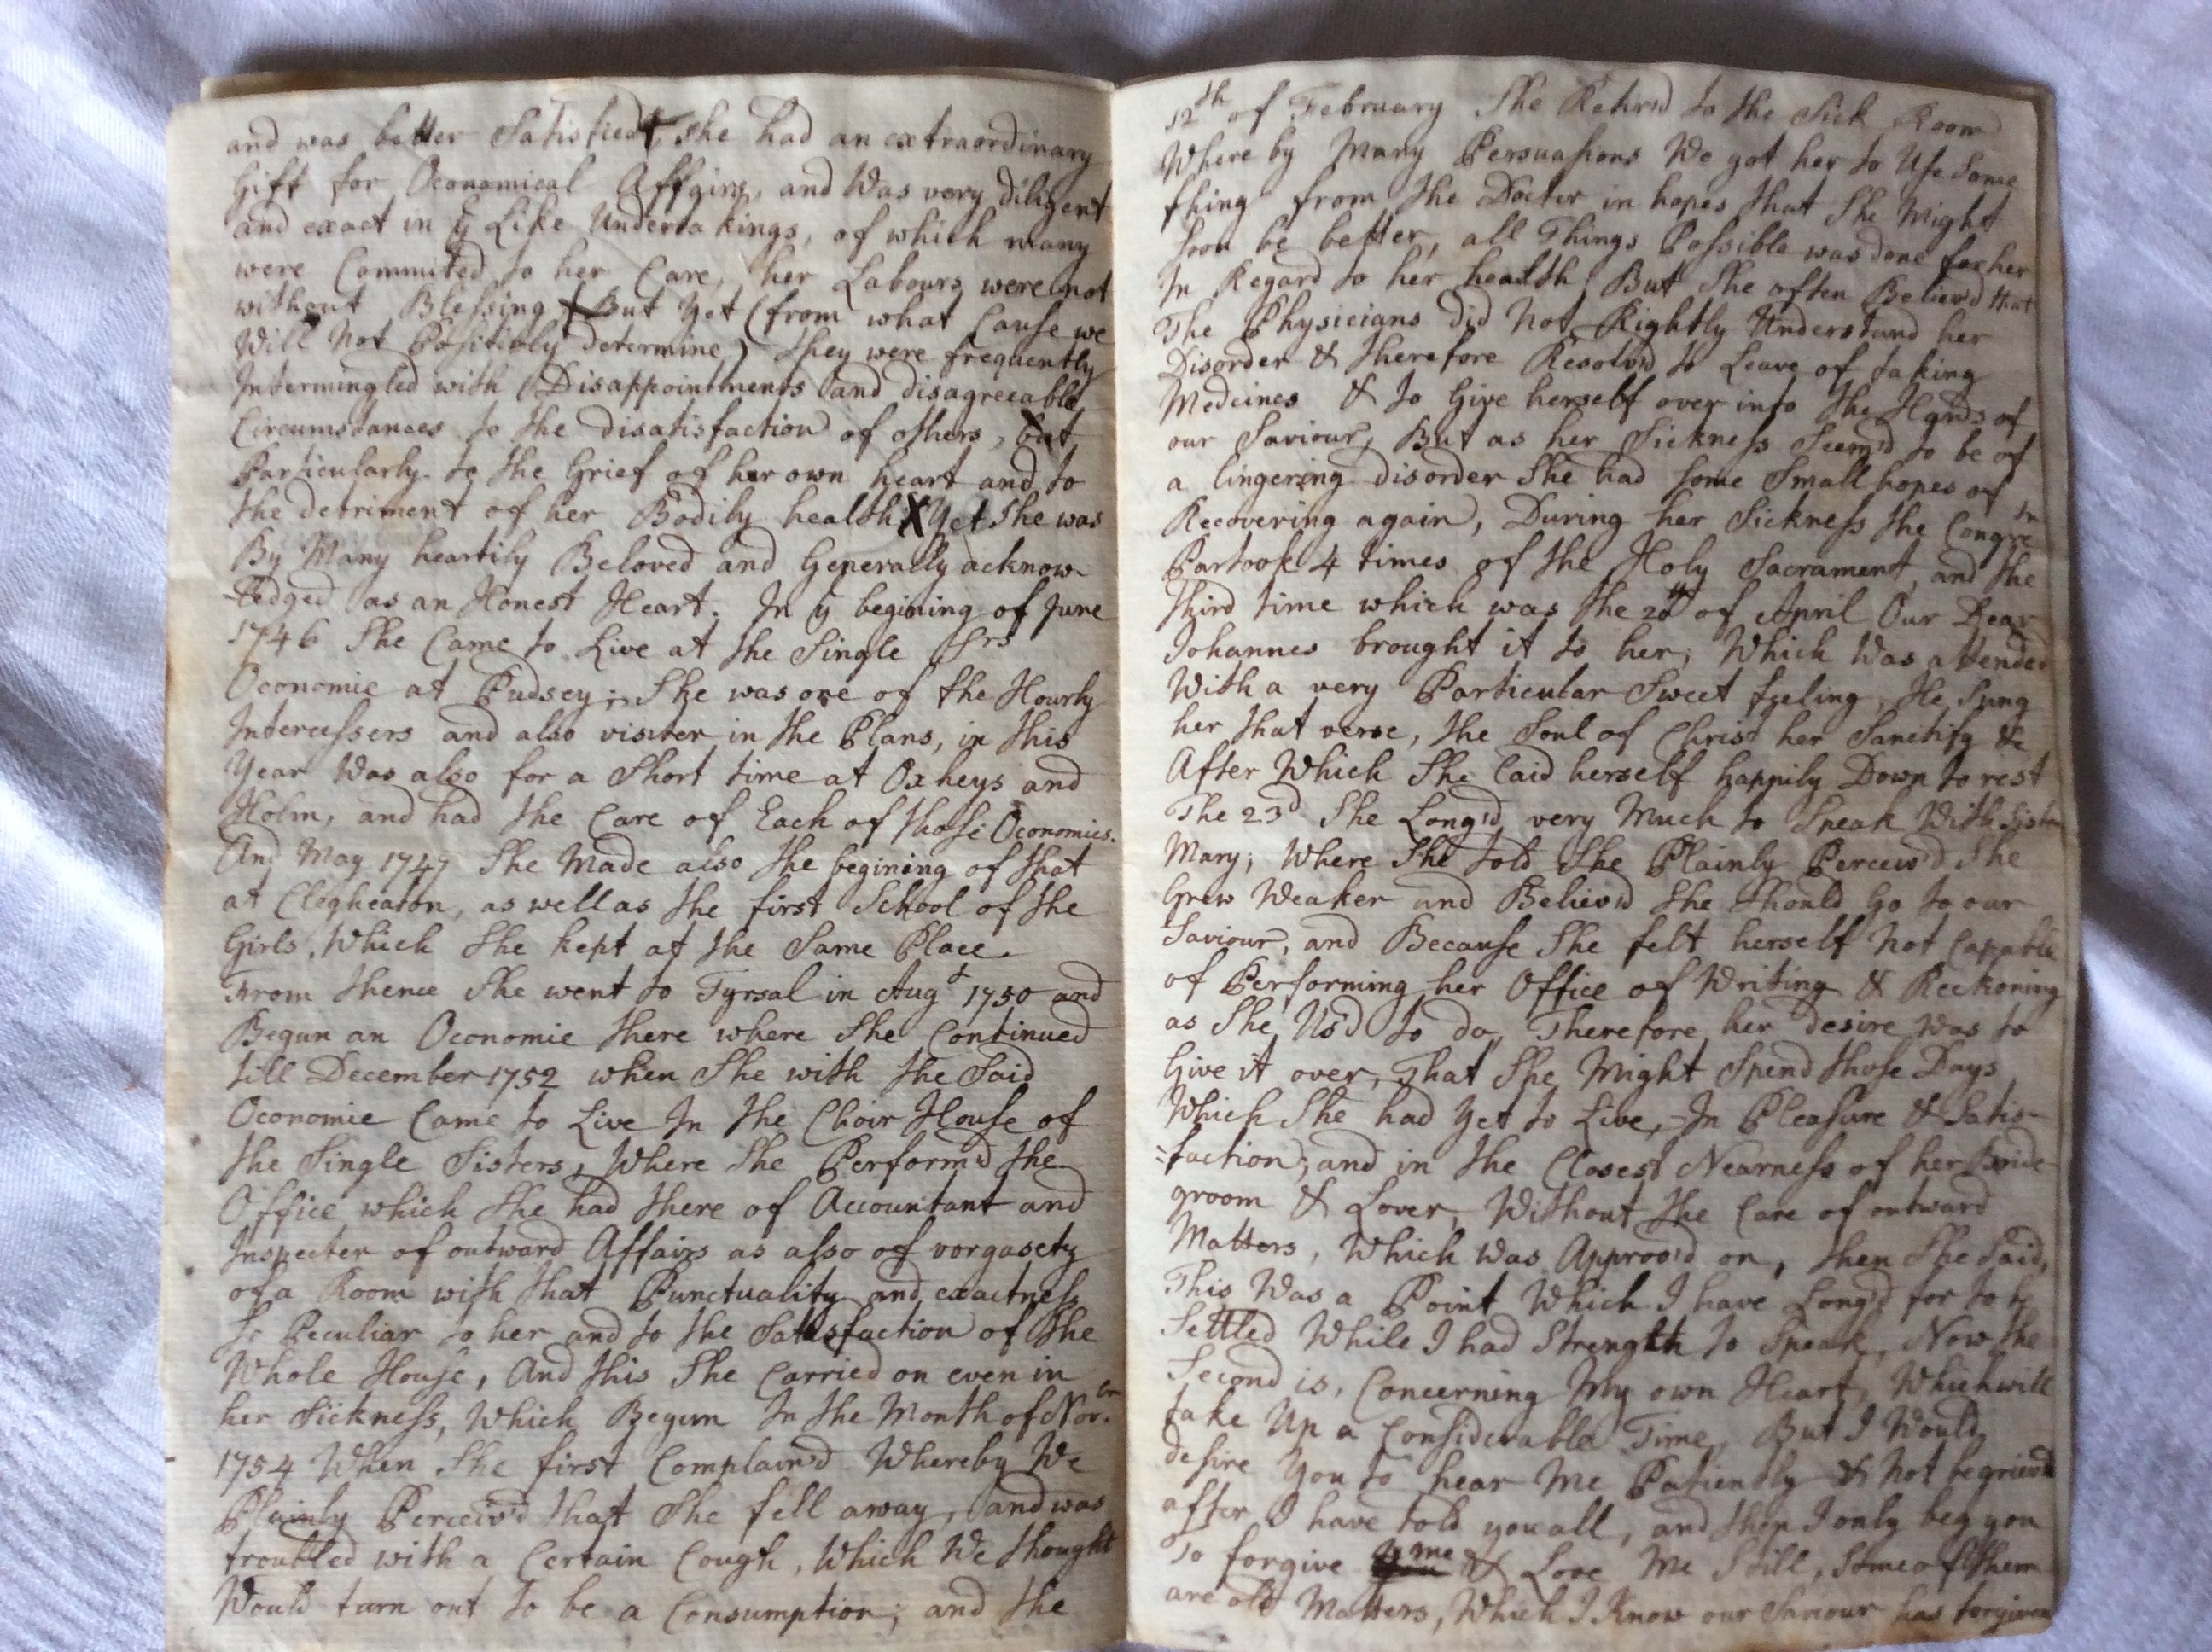 and was better Satisfied, She had an extraordinary
Gift for Oconomical Affairs, and Was very diligent
and exact in ye Like Undertakings, of which many
were Commited to her Care, her Labours were not
without Blessing But Yet (from what Cause we
Will Not Positivly determine) they were frequently
Intermingled with Disappointments and disagreeable
Circumstances to the disatisfaction of others, but
Particularly to the Grief of her own heart and to
the detriment of her Bodily health X Yet She was
By Many heartily Beloved and Generally acknow-
-ledged as an Honest Heart. In ye begining of June
1746 She Came to Live at the Single Srs
Oconomie at Pudsey; She was one of the Hourly
Intercessers and also visiter in the Plans, in this
Year Was also for a Short time at Oxheys and
Holm, and had the Care of Each of those Oconomies.
And May 1747 She Made also the begining of that
at Clegheaton, as well as the first School of the
Girls, Which She kept at the Same Place
From thence She went to Tyrsal in Augt 1750 and
Begun an Oconomie there where She Continued
till December 1752 when She with the Said
Oconomie Came to Live In the Choir House of
the Single Sisters, Where She Perform'd the
Office which She had there of Accountant and
Inspecter of outward Affairs as also of vorgasety
of a Room with that Punctuality and exactness
So Peculiar to her and to the Satisfaction of the
Whole House, And this She Carried on even in
her Sickness, Which Begun In the Month of Novbr.
1754 When She first Complain'd Whereby We
Plainly Perceiv'd that She fell away, and was
troubled with a Certain Cough, Which We thought
Would turn out to be a Consumption; and the
12th of February She Retir'd to the Sick Room
Where by Many Persuasions We got her to Use Some
thing from the Docter in hopes that She Might
Soon be better, all Things Possible was done for her
In Regard to her health But She often Believ'd that
The Physicians did Not Rightly Understand her
Disorder & therefore Resolv'd to Leave of taking
Medcines & to Give herself over into the Hands of
our Saviour, But as her Sickness Seem'd to be of
a lingering disorder She had Some Small hopes of
Recovering again, During her Sickness the Congrein
Partook 4 times of the Holy Sacrament, and the
third time which was the 20th of April Our Dear
Johannes brought it to her; Which Was attended
With a very Particular Sweet feeling, He Sung
her that verse, the Soul of Christ her Sanctify &c
After Which She Laid herself happily Down to rest
The 23d She Long'd very Much to Speak With Sister
Mary; Where She told She Plainly Perceiv'd She
Grew Weaker and Believ'd She Should Go to our
Saviour, and Because She felt herself Not Cappable
of Performing her Office of Writing & Reckoning
as She Us'd to do, Therefore her desire Was to
Give it over, That She Might Spend those Days
Which She had Yet to Live, In Pleasure & Satis-
=faction; and in the Closest Nearness of her Bride-
groom & Lover, Without the Care of outward
Matters, Which Was Approov'd on, then She Said,
This Was a Point Which I have Long'd for to be
Settled While I had Strength to Speak, Now the
Second is, Concerning My own Heart, Which will
take Up a Considerable Time, But I Would
desire You to hear Me Patiently & Not be griev'd
after I have told you all, and then I only beg you
To forgive me & Love Me Still, Some of them
are old Matters, Which I Know our Saviour has forgiven